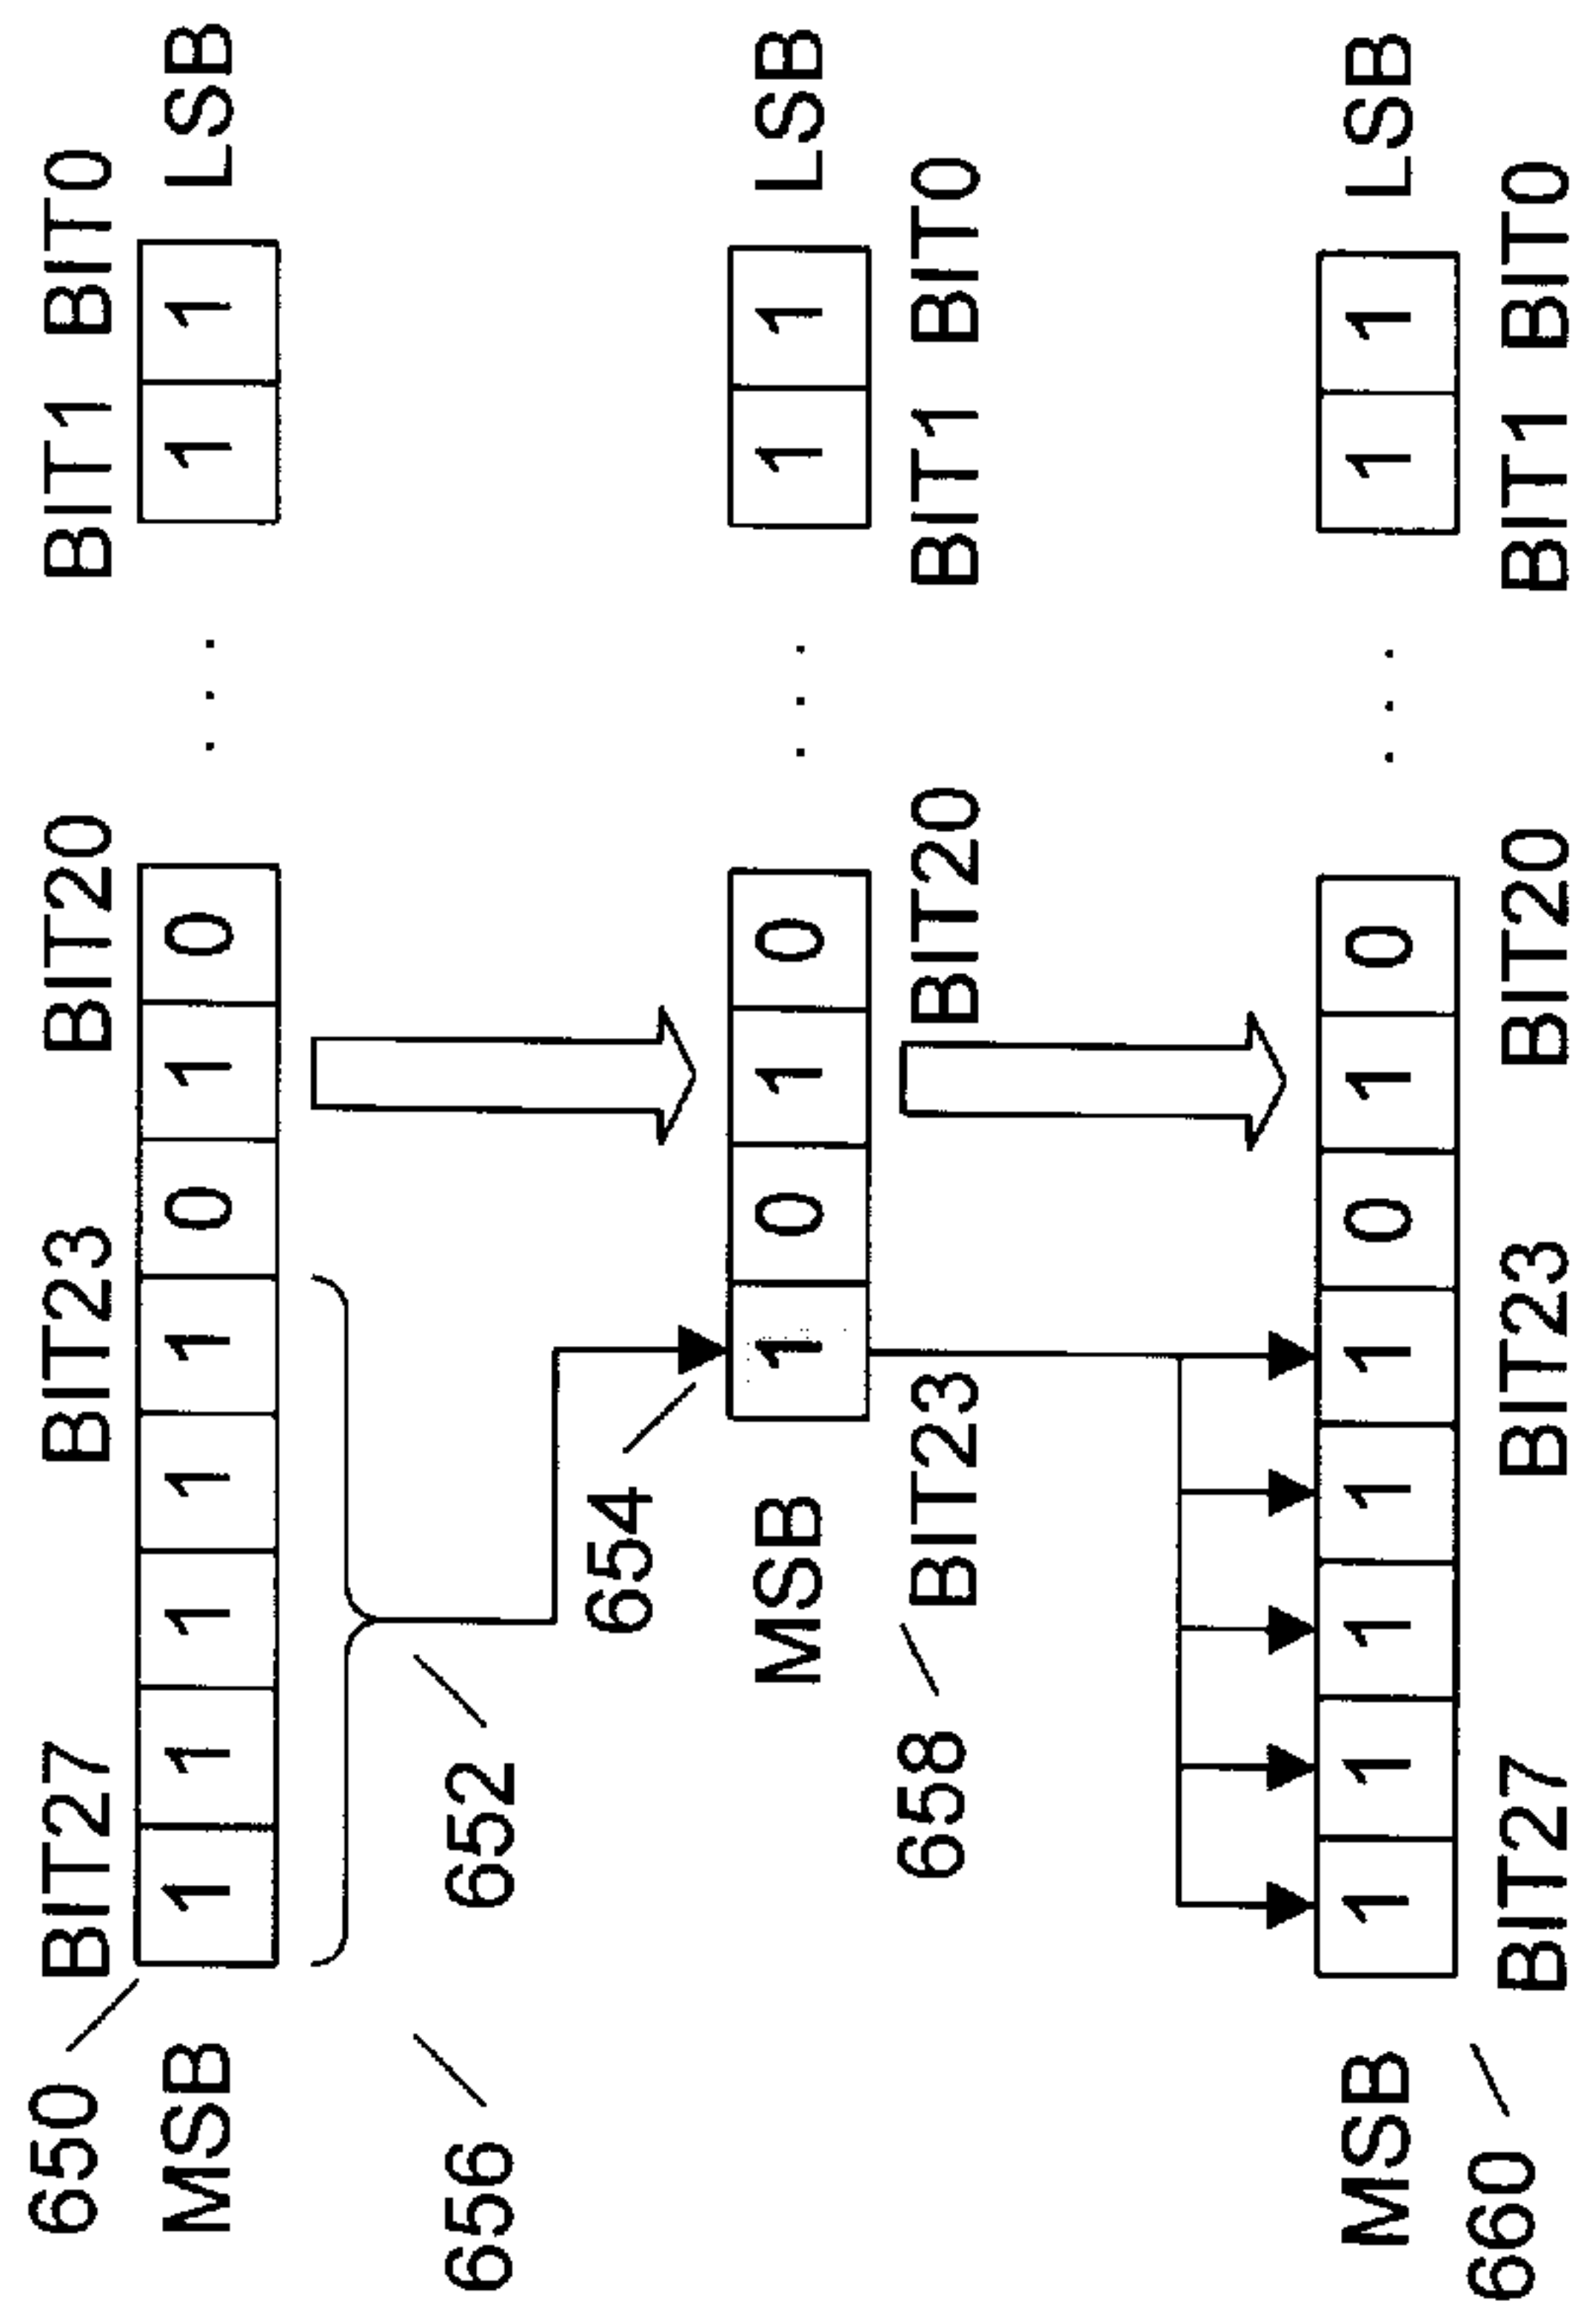 650 BIT27 BIT23 BIT20 BIT1 BIT0
MSB 1 1 1 1 1 0 1 0 . . . 1 1 LSB
656 652
654
MSB 1 0 1 0 . . . 1 1 LSB
658 BIT23 BIT20 BIT1 BIT0
MSB 1 1 1 1 1 0 1 0 . . . 1 1 LSB
660 BIT27 BIT23 BIT20 BIT1 BIT0